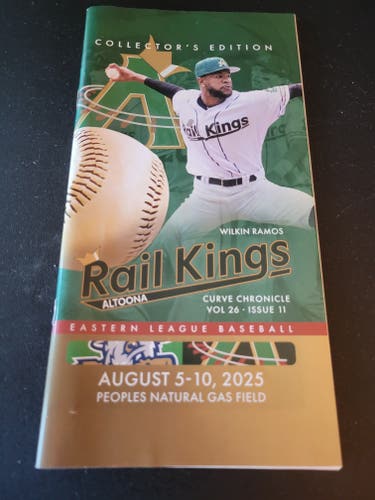 COLLECTOR'S EDITION
A
Rail Kings
WILKIN RAMOS
Rail Kings
ALTOONA
CURVE CHRONICLE
VOL 26 • ISSUE 11
EASTERN LEAGUE BASEBALL
AUGUST 5-10, 2025
PEOPLES NATURAL GAS FIELD